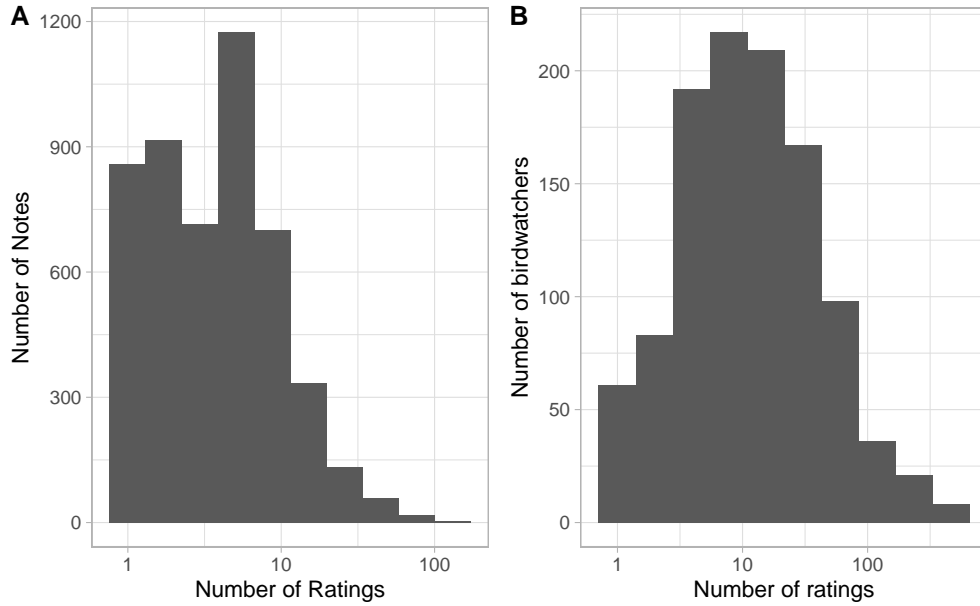 A
Number of Notes
1200
900
600
300
0
1 10 100
Number of Ratings
B
Number of birdwatchers
200
150
100
50
0
1 10 100
Number of ratings